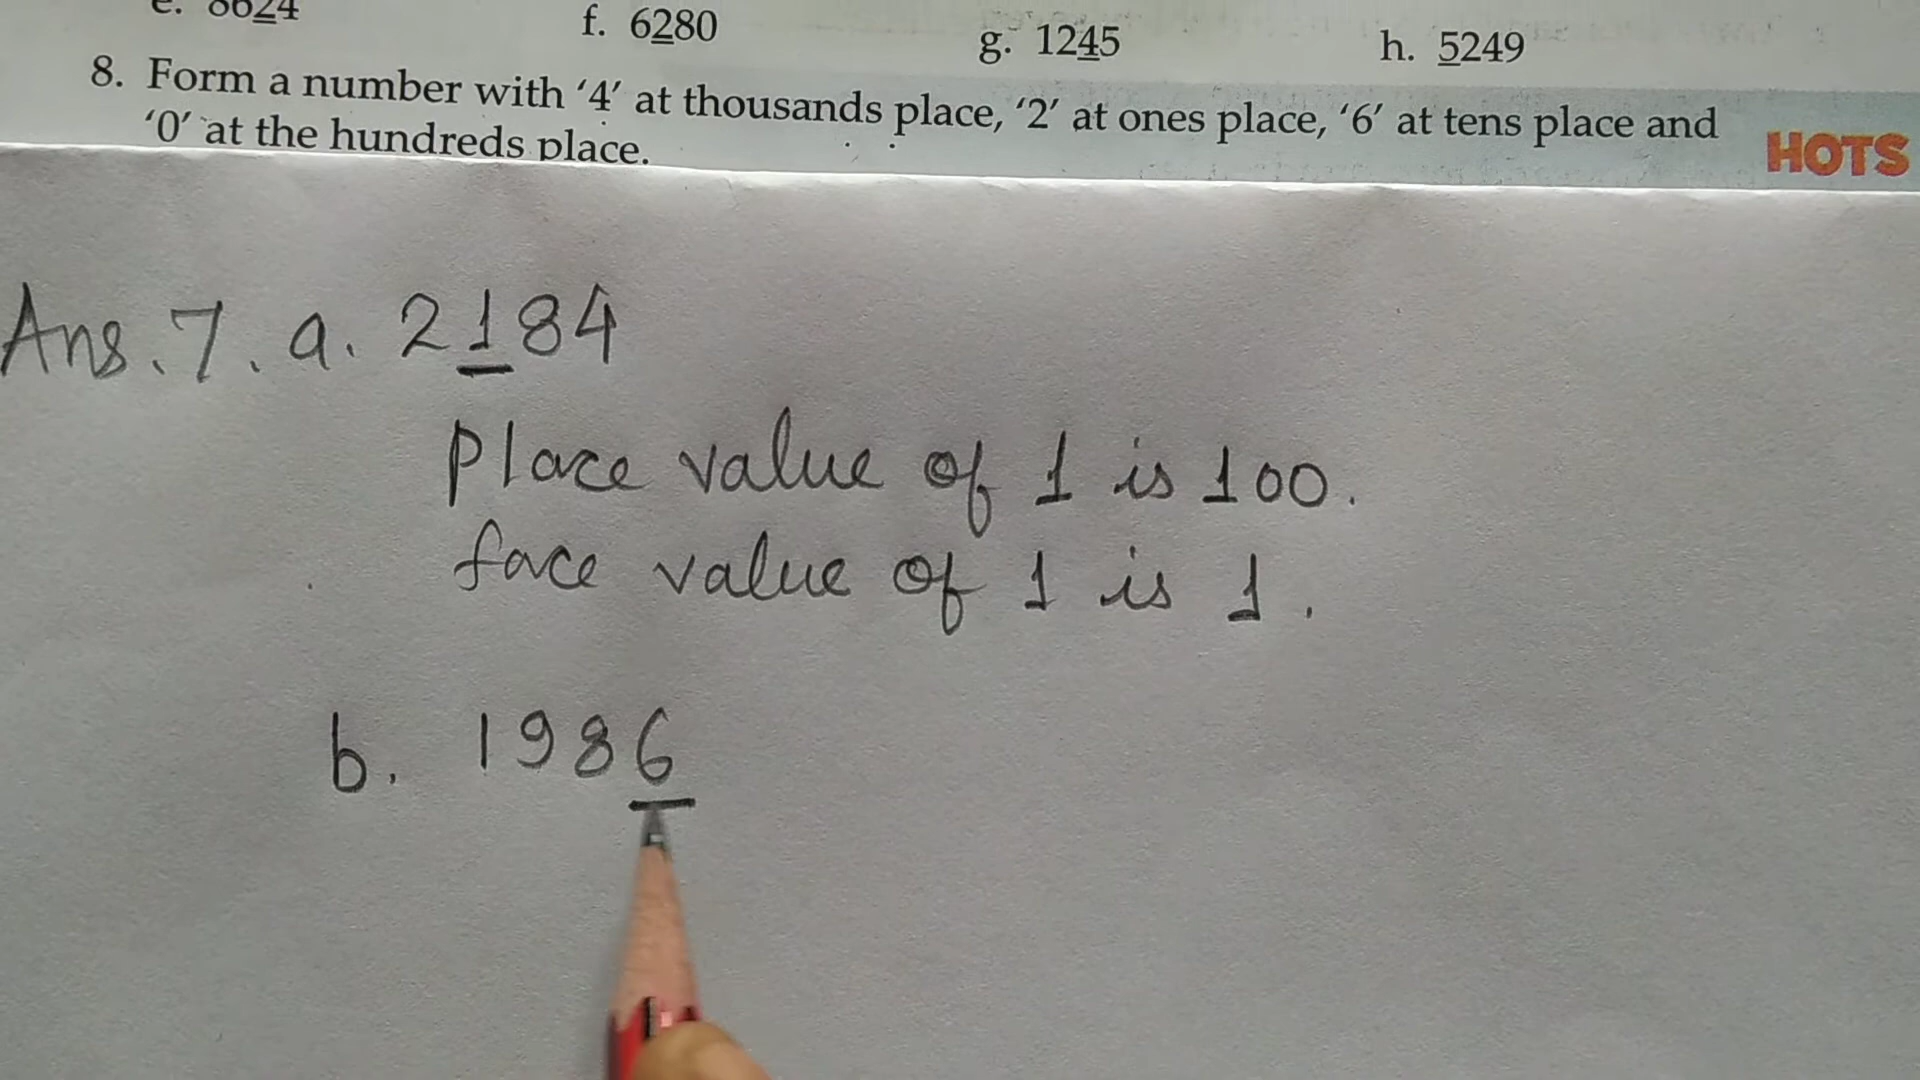 e. 8624
f. 6280
g. 1245
h. 5249
8. Form a number with ‘4’ at thousands place, ‘2’ at ones place, ‘6’ at tens place and
‘0’ at the hundreds place.
HOTS
Ans. 7. a. 2184
Place value of 1 is 100.
face value of 1 is 1.
b. 1986